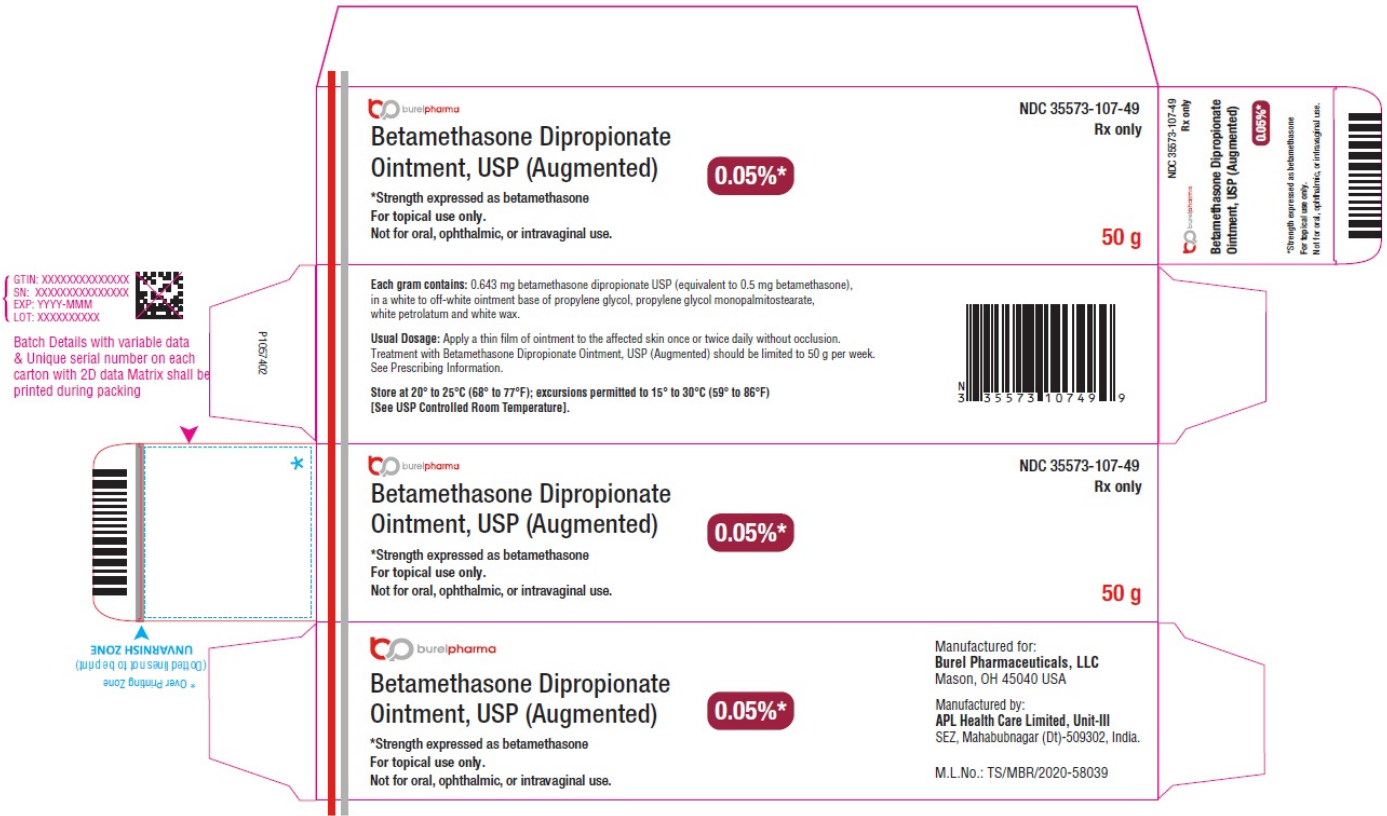 burelpharma
Betamethasone Dipropionate
Ointment, USP (Augmented)
0.05%*
*Strength expressed as betamethasone
For topical use only.
Not for oral, ophthalmic, or intravaginal use.
NDC 35573-107-49
Rx only
50 g
NDC 35573-107-49
Rx only
burelpharma
Betamethasone Dipropionate
Ointment, USP (Augmented)
0.05%*
*Strength expressed as betamethasone
For topical use only.
Not for oral, ophthalmic, or intravaginal use.
GTIN: XXXXXXXXXXXXXX
SN: XXXXXXXXXXXXXXX
EXP: YYYY-MMM
LOT: XXXXXXXXXX
Batch Details with variable data
& Unique serial number on each
carton with 2D data Matrix shall be
printed during packing
P1057402
Each gram contains: 0.643 mg betamethasone dipropionate USP (equivalent to 0.5 mg betamethasone),
in a white to off-white ointment base of propylene glycol, propylene glycol monopalmitostearate,
white petrolatum and white wax.
Usual Dosage: Apply a thin film of ointment to the affected skin once or twice daily without occlusion.
Treatment with Betamethasone Dipropionate Ointment, USP (Augmented) should be limited to 50 g per week.
See Prescribing Information.
Store at 20° to 25°C (68° to 77°F); excursions permitted to 15° to 30°C (59° to 86°F)
[See USP Controlled Room Temperature].
N
3 35573 10749 9
burelpharma
Betamethasone Dipropionate
Ointment, USP (Augmented)
0.05%*
*Strength expressed as betamethasone
For topical use only.
Not for oral, ophthalmic, or intravaginal use.
NDC 35573-107-49
Rx only
50 g
*
* Over Printing Zone
(Dotted lines not to be print)
UNVARNISH ZONE
burelpharma
Betamethasone Dipropionate
Ointment, USP (Augmented)
0.05%*
*Strength expressed as betamethasone
For topical use only.
Not for oral, ophthalmic, or intravaginal use.
Manufactured for:
Burel Pharmaceuticals, LLC
Mason, OH 45040 USA
Manufactured by:
APL Health Care Limited, Unit-III
SEZ, Mahabubnagar (Dt)-509302, India.
M.L.No.: TS/MBR/2020-58039